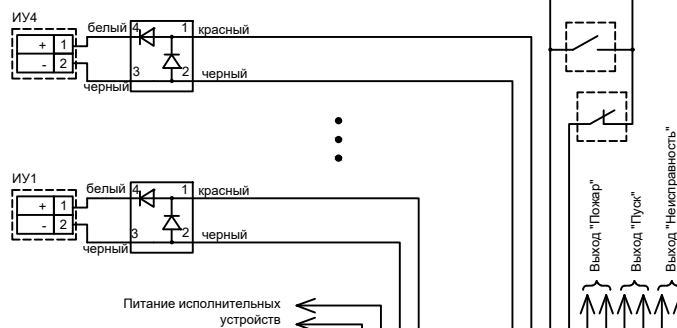 ИУ4
белый 4 1 красный
+ 1
- 2
3 2 черный
черный
ИУ1
белый 4 1 красный
+ 1
- 2
3 2 черный
черный
Питание исполнительных
устройств
Выход "Пожар"
Выход "Пуск"
Выход "Неисправность"